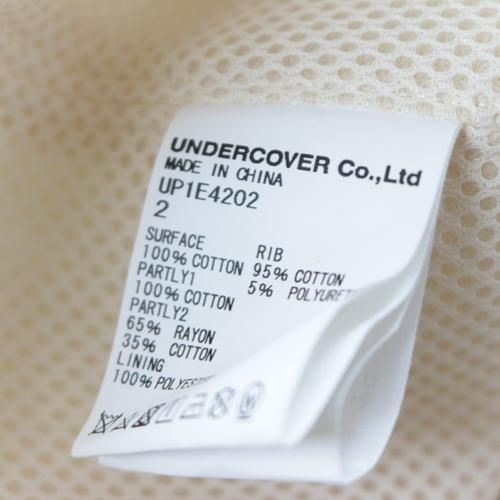 UNDERCOVER Co.,Ltd
MADE IN CHINA
UP1E4202
2
SURFACE
100% COTTON
PARTLY1
100% COTTON
PARTLY2
65% RAYON
35% COTTON
LINING
100%
RIB
95% COTTON
5%